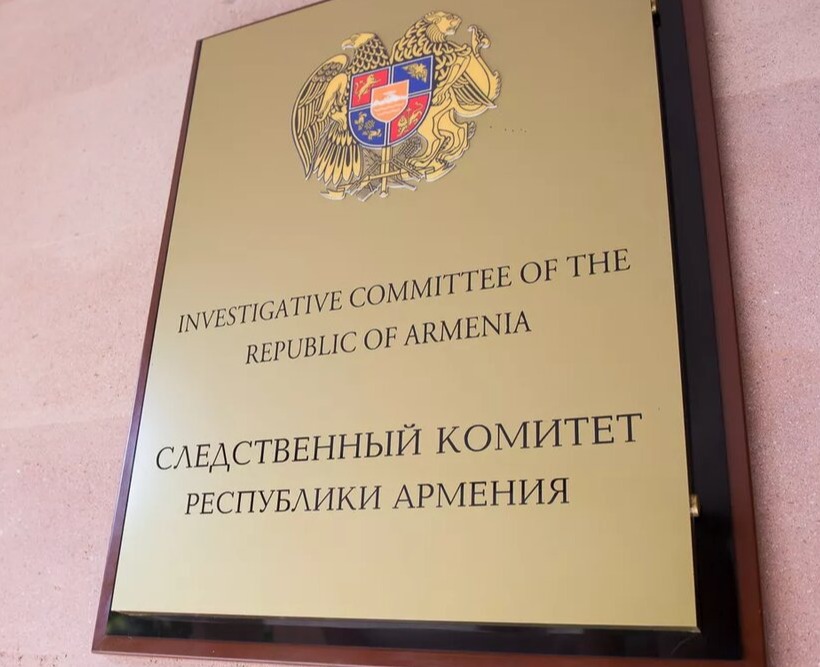 INVESTIGATIVE COMMITTEE OF THE
REPUBLIC OF ARMENIA
СЛЕДСТВЕННЫЙ КОМИТЕТ
РЕСПУБЛИКИ АРМЕНИЯ